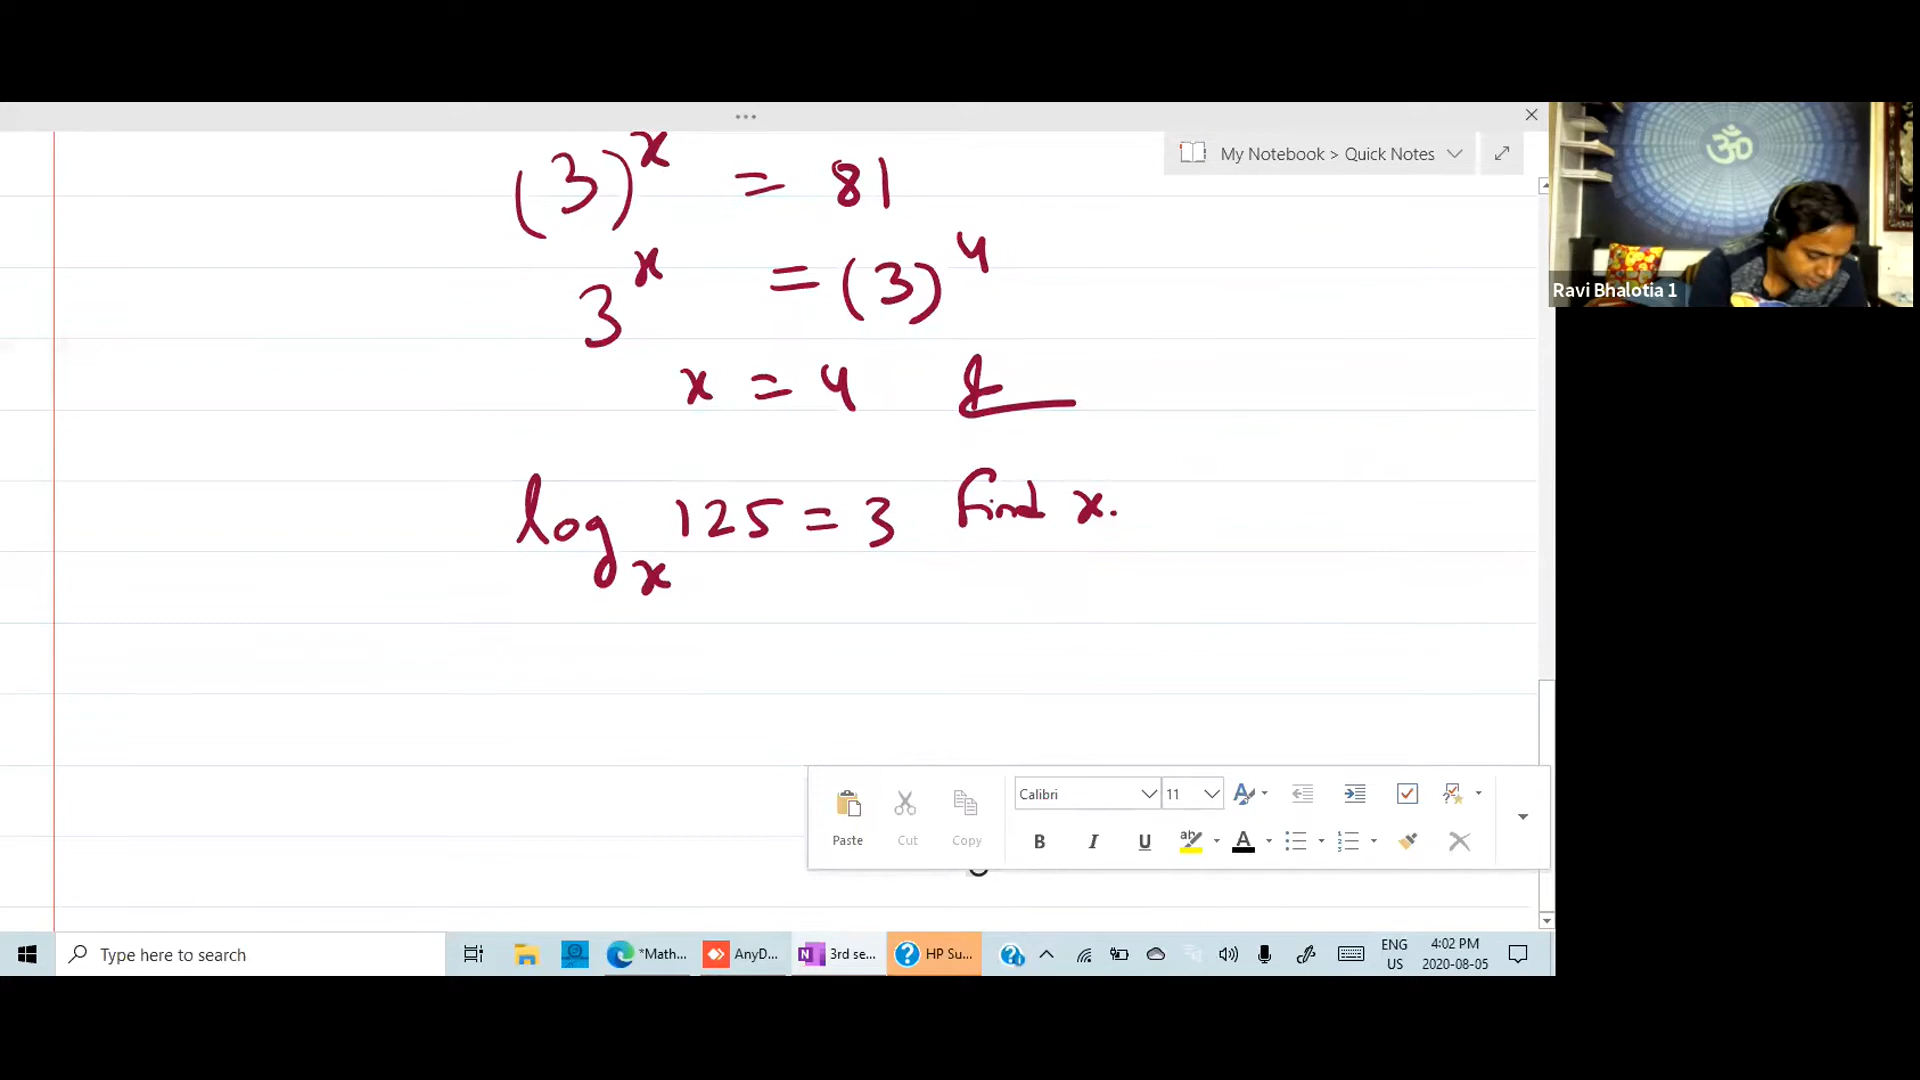 My Notebook > Quick Notes
(3)^x = 81
3^x = (3)^4
x = 4
log_x 125 = 3 find x.
Ravi Bhalotia 1
Calibri 11
Paste Cut Copy
B I U ab A
Type here to search
*Math... AnyD... 3rd se... HP Su...
ENG US
4:02 PM
2020-08-05